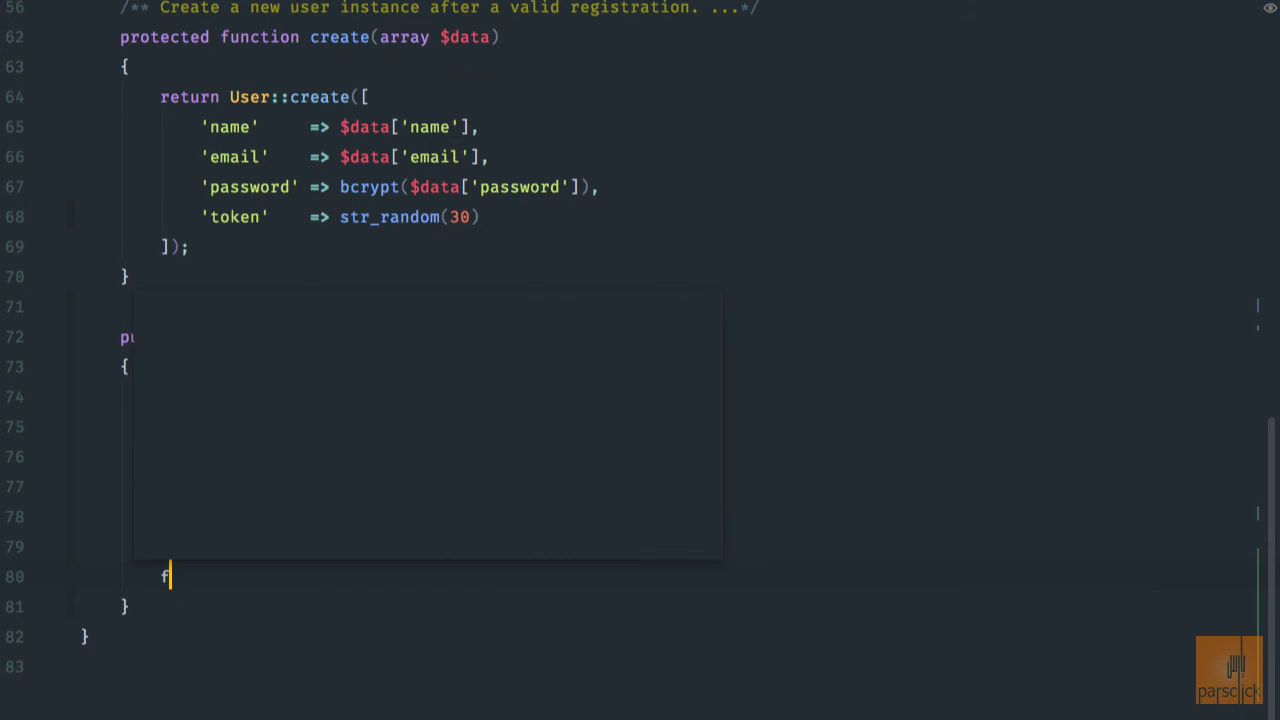 56 /** Create a new user instance after a valid registration. ...*/
62 protected function create(array $data)
63 {
64 return User::create([
65 'name' => $data['name'],
66 'email' => $data['email'],
67 'password' => bcrypt($data['password']),
68 'token' => str_random(30)
69 ]);
70 }
71
72 pu
73 {
74
75
76
77
78
79
80 f
81 }
82 }
83
parsclick